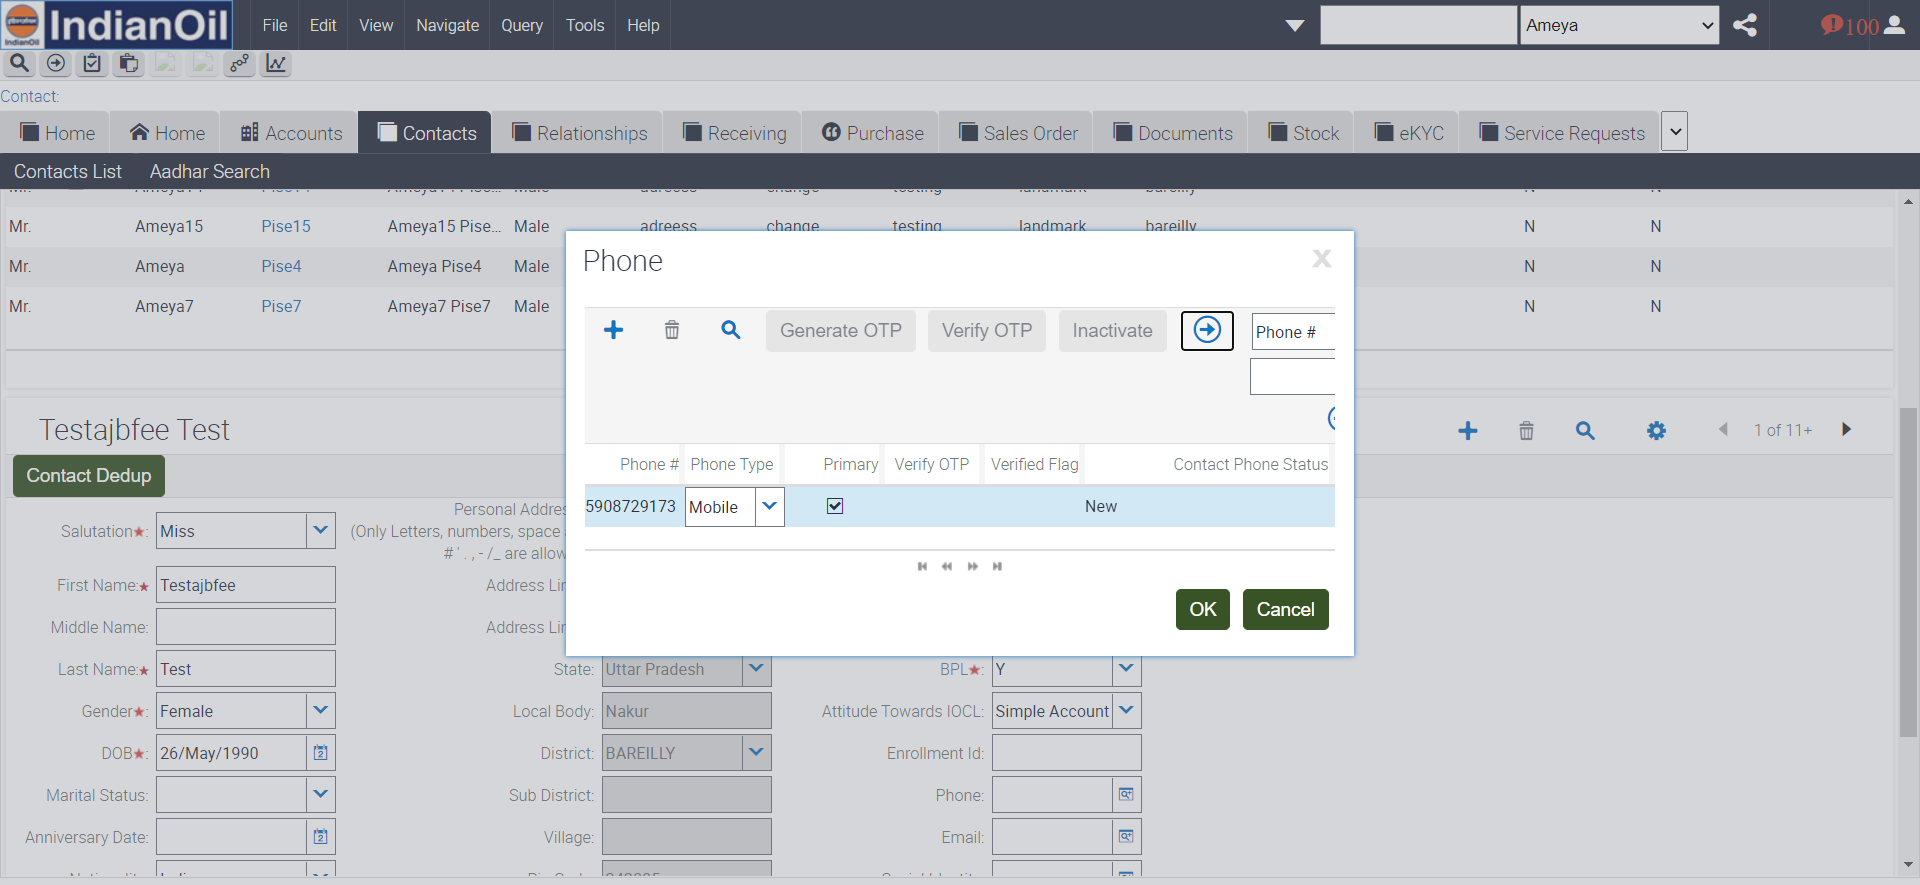 IndianOil File Edit View Navigate Query Tools Help Ameya 100
IndianOil
Contact:
Home Home Accounts Contacts Relationships Receiving Purchase Sales Order Documents Stock eKYC Service Requests
Contacts List Aadhar Search
Mr. Ameya15 Pise15 Ameya15 Pise... Male adreess change testing landmark bareilly N N
Mr. Ameya Pise4 Ameya Pise4 Male N N
Mr. Ameya7 Pise7 Ameya7 Pise7 Male N N
Phone X
Generate OTP Verify OTP Inactivate Phone #
Phone # Phone Type Primary Verify OTP Verified Flag Contact Phone Status
5908729173 Mobile New
OK Cancel
Testajbfee Test 1 of 11+
Contact Dedup
Salutation★: Miss
Personal Addres
(Only Letters, numbers, space
# ' . , - /_ are allow
First Name:★ Testajbfee Address Lin
Middle Name: Address Lin
Last Name:★ Test State: Uttar Pradesh BPL★: Y
Gender★: Female Local Body: Nakur Attitude Towards IOCL: Simple Account
DOB★: 26/May/1990 District: BAREILLY Enrollment Id:
Marital Status: Sub District: Phone:
Anniversary Date: Village: Email: